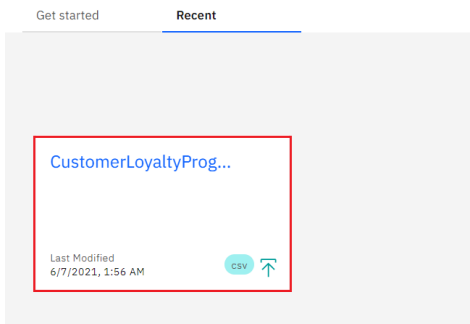 Get started
Recent
CustomerLoyaltyProg...
Last Modified
6/7/2021, 1:56 AM
csv